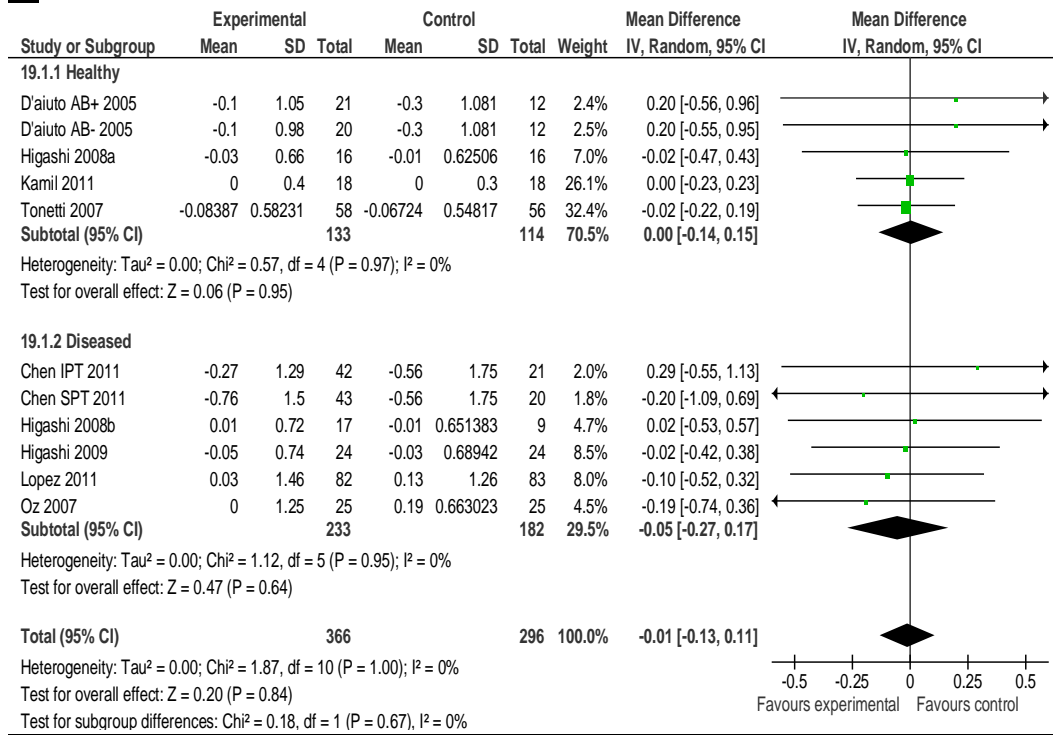 Experimental Control Mean Difference Mean Difference
Study or Subgroup Mean SD Total Mean SD Total Weight IV, Random, 95% CI IV, Random, 95% CI
19.1.1 Healthy
D'aiuto AB+ 2005 -0.1 1.05 21 -0.3 1.081 12 2.4% 0.20 [-0.56, 0.96]
D'aiuto AB- 2005 -0.1 0.98 20 -0.3 1.081 12 2.5% 0.20 [-0.55, 0.95]
Higashi 2008a -0.03 0.66 16 -0.01 0.62506 16 7.0% -0.02 [-0.47, 0.43]
Kamil 2011 0 0.4 18 0 0.3 18 26.1% 0.00 [-0.23, 0.23]
Tonetti 2007 -0.08387 0.58231 58 -0.06724 0.54817 56 32.4% -0.02 [-0.22, 0.19]
Subtotal (95% CI) 133 114 70.5% 0.00 [-0.14, 0.15]
Heterogeneity: Tau² = 0.00; Chi² = 0.57, df = 4 (P = 0.97); I² = 0%
Test for overall effect: Z = 0.06 (P = 0.95)
19.1.2 Diseased
Chen IPT 2011 -0.27 1.29 42 -0.56 1.75 21 2.0% 0.29 [-0.55, 1.13]
Chen SPT 2011 -0.76 1.5 43 -0.56 1.75 20 1.8% -0.20 [-1.09, 0.69]
Higashi 2008b 0.01 0.72 17 -0.01 0.651383 9 4.7% 0.02 [-0.53, 0.57]
Higashi 2009 -0.05 0.74 24 -0.03 0.68942 24 8.5% -0.02 [-0.42, 0.38]
Lopez 2011 0.03 1.46 82 0.13 1.26 83 8.0% -0.10 [-0.52, 0.32]
Oz 2007 0 1.25 25 0.19 0.663023 25 4.5% -0.19 [-0.74, 0.36]
Subtotal (95% CI) 233 182 29.5% -0.05 [-0.27, 0.17]
Heterogeneity: Tau² = 0.00; Chi² = 1.12, df = 5 (P = 0.95); I² = 0%
Test for overall effect: Z = 0.47 (P = 0.64)
Total (95% CI) 366 296 100.0% -0.01 [-0.13, 0.11]
Heterogeneity: Tau² = 0.00; Chi² = 1.87, df = 10 (P = 1.00); I² = 0%
Test for overall effect: Z = 0.20 (P = 0.84)
Test for subgroup differences: Chi² = 0.18, df = 1 (P = 0.67), I² = 0%
-0.5 -0.25 0 0.25 0.5
Favours experimental Favours control